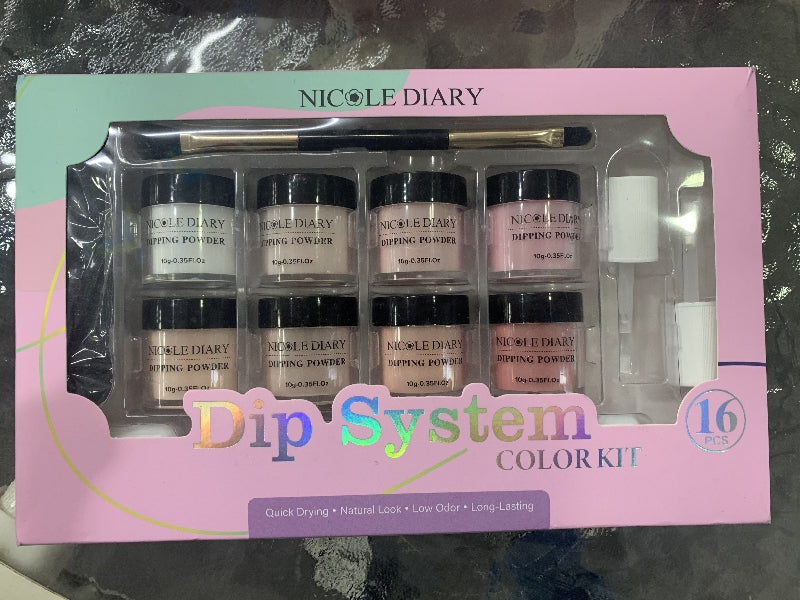 NICOLE DIARY
NICOLE DIARY
DIPPING POWDER
10g-0.35Fl.Oz
NICOLE DIARY
DIPPING POWDER
10g-0.35Fl.Oz
NICOLE DIARY
DIPPING POWDER
10g-0.35Fl.Oz
NICOLE DIARY
DIPPING POWDER
10g-0.35Fl.Oz
NICOLE DIARY
DIPPING POWDER
10g-0.35Fl.Oz
NICOLE DIARY
DIPPING POWDER
10g-0.35Fl.Oz
NICOLE DIARY
DIPPING POWDER
10g-0.35Fl.Oz
NICOLE DIARY
DIPPING POWDER
10g-0.35Fl.Oz
Dip System
COLOR KIT
16
PCS
Quick Drying • Natural Look • Low Odor • Long-Lasting